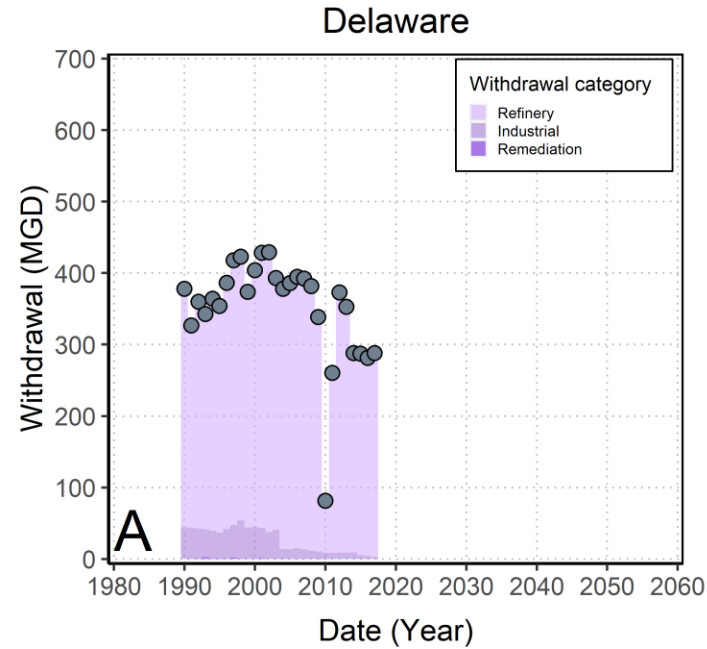 Delaware
Withdrawal category
Refinery
Industrial
Remediation
Withdrawal (MGD)
700
600
500
400
300
200
100
0
A
1980 1990 2000 2010 2020 2030 2040 2050 2060
Date (Year)